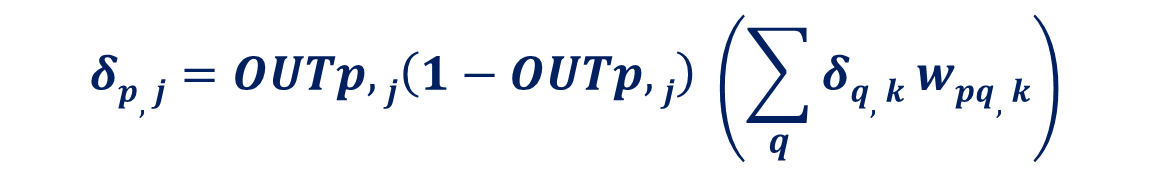 δp,j = OUTp,j(1 − OUTp,j) (∑q δq,k wpq,k)